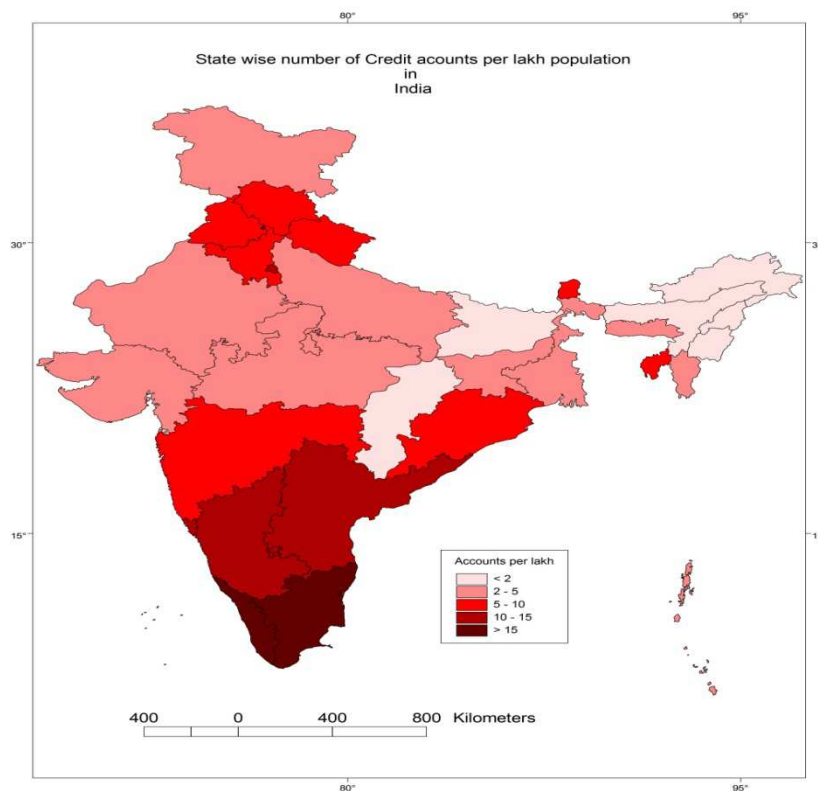 80°
95°
State wise number of Credit acounts per lakh population
in
India
30°
3
15°
1
Accounts per lakh
< 2
2 - 5
5 - 10
10 - 15
> 15
400 0 400 800 Kilometers
80°
95°